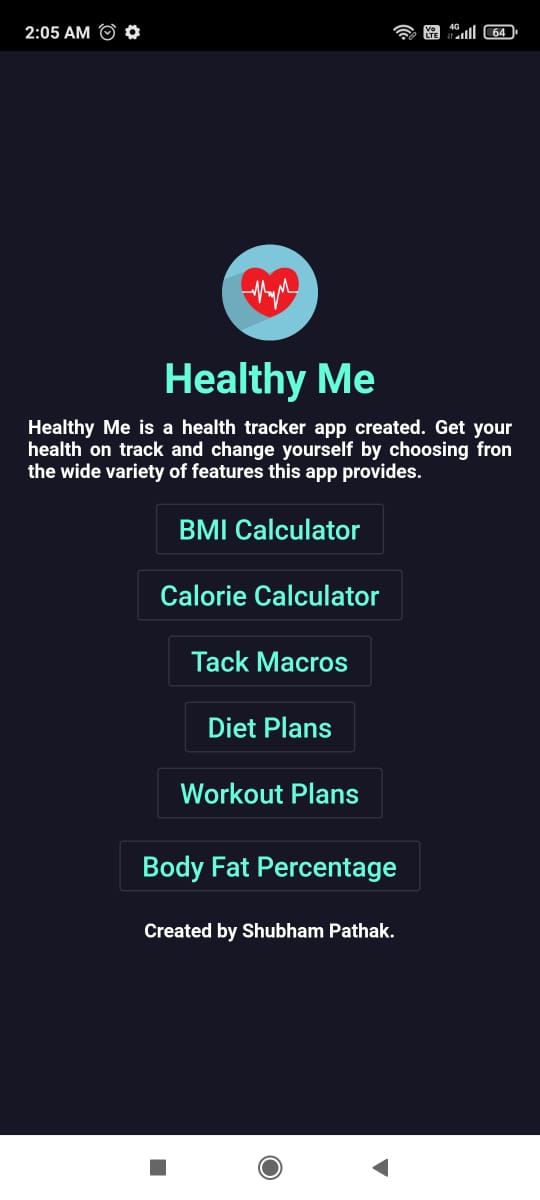 2:05 AM
Vo LTE 4G 64
Healthy Me
Healthy Me is a health tracker app created. Get your
health on track and change yourself by choosing fron
the wide variety of features this app provides.
BMI Calculator
Calorie Calculator
Tack Macros
Diet Plans
Workout Plans
Body Fat Percentage
Created by Shubham Pathak.